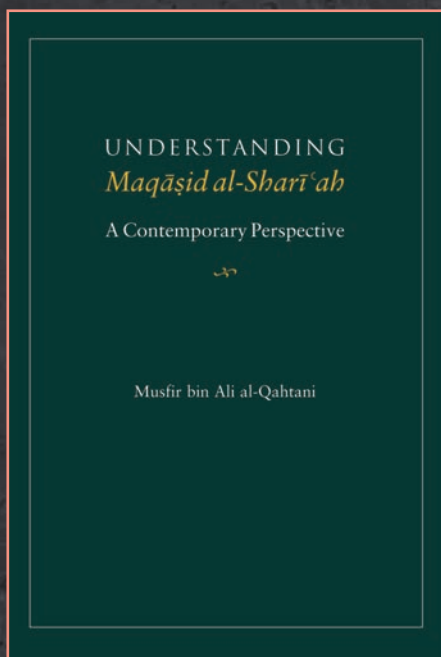 UNDERSTANDING
Maqāṣid al-Sharīʿah
A Contemporary Perspective
Musfir bin Ali al-Qahtani